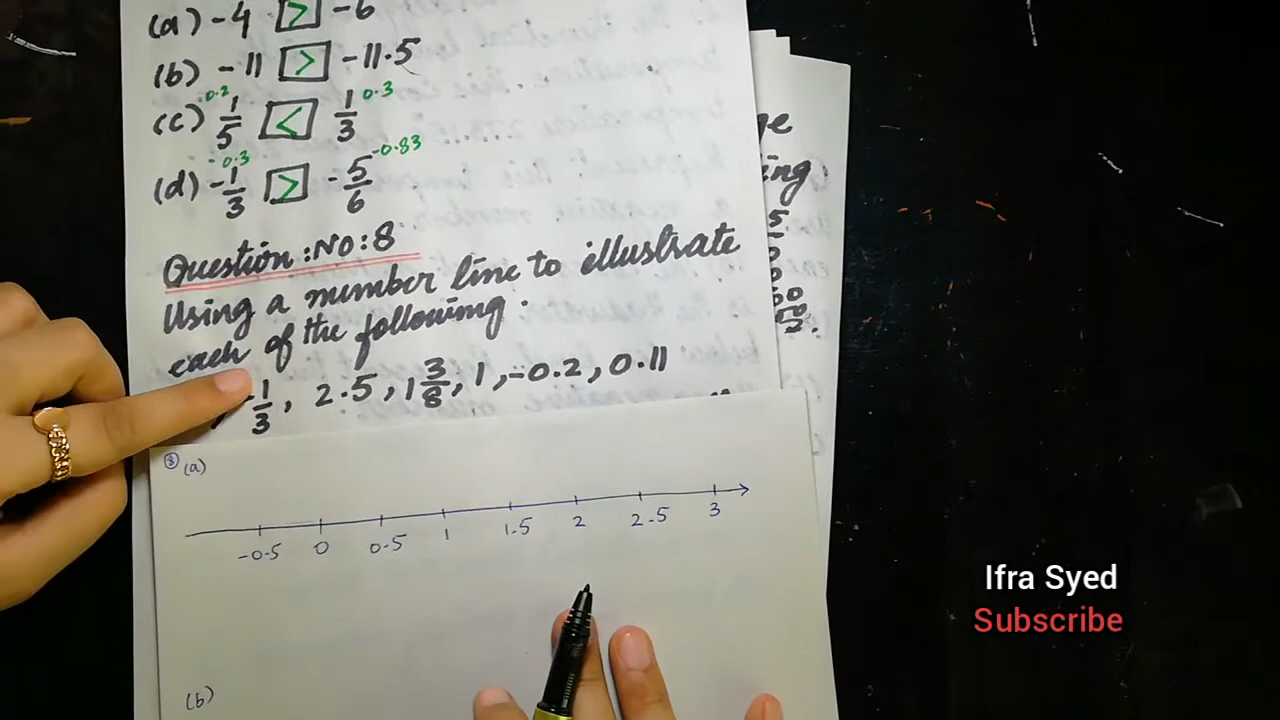 (a) -4 > -6
(b) -11 > -11.5
0.2 0.3
(c) 1/5 < 1/3
-0.3 -0.83
(d) -1/3 > -5/6
Question :NO:8
Using a number line to illustrate
each of the following.
-1/3, 2.5, 1 3/8, 1, -0.2, 0.11
ing
8 (a)
-0.5 0 0.5 1 1.5 2 2.5 3
(b)
Ifra Syed
Subscribe